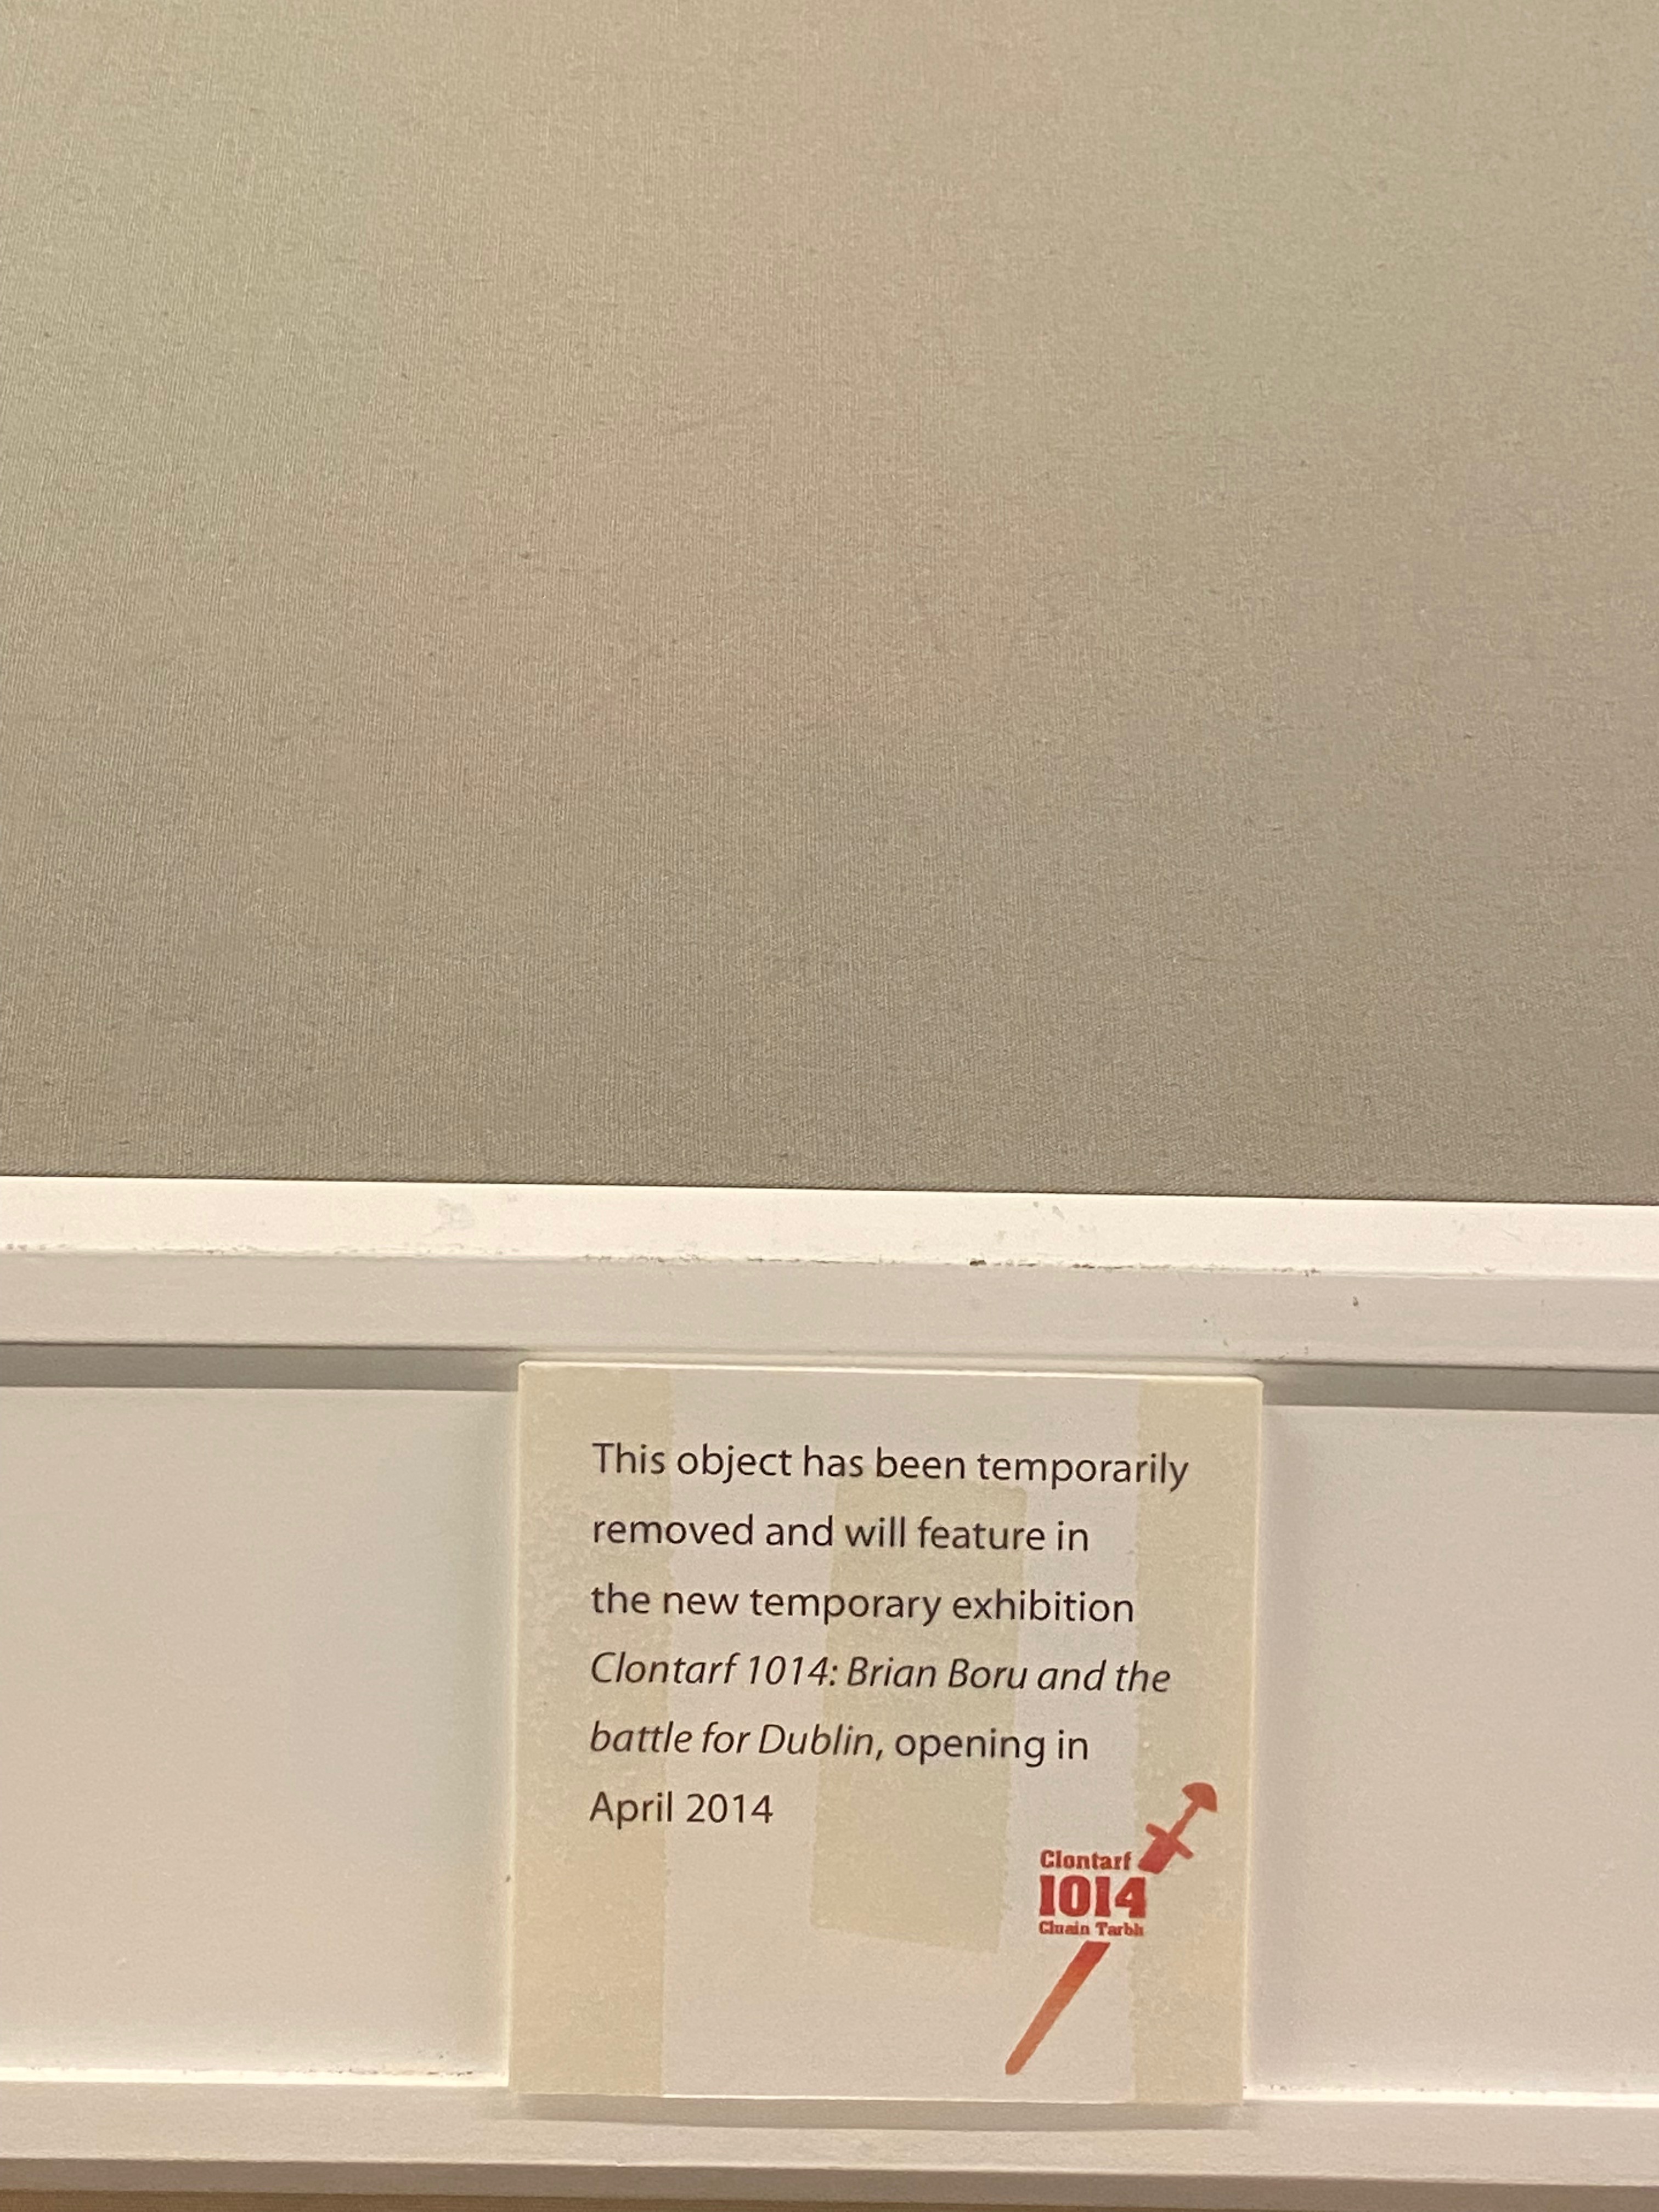 This object has been temporarily
removed and will feature in
the new temporary exhibition
Clontarf 1014: Brian Boru and the
battle for Dublin, opening in
April 2014
Clontarf
1014
Cluain Tarbh